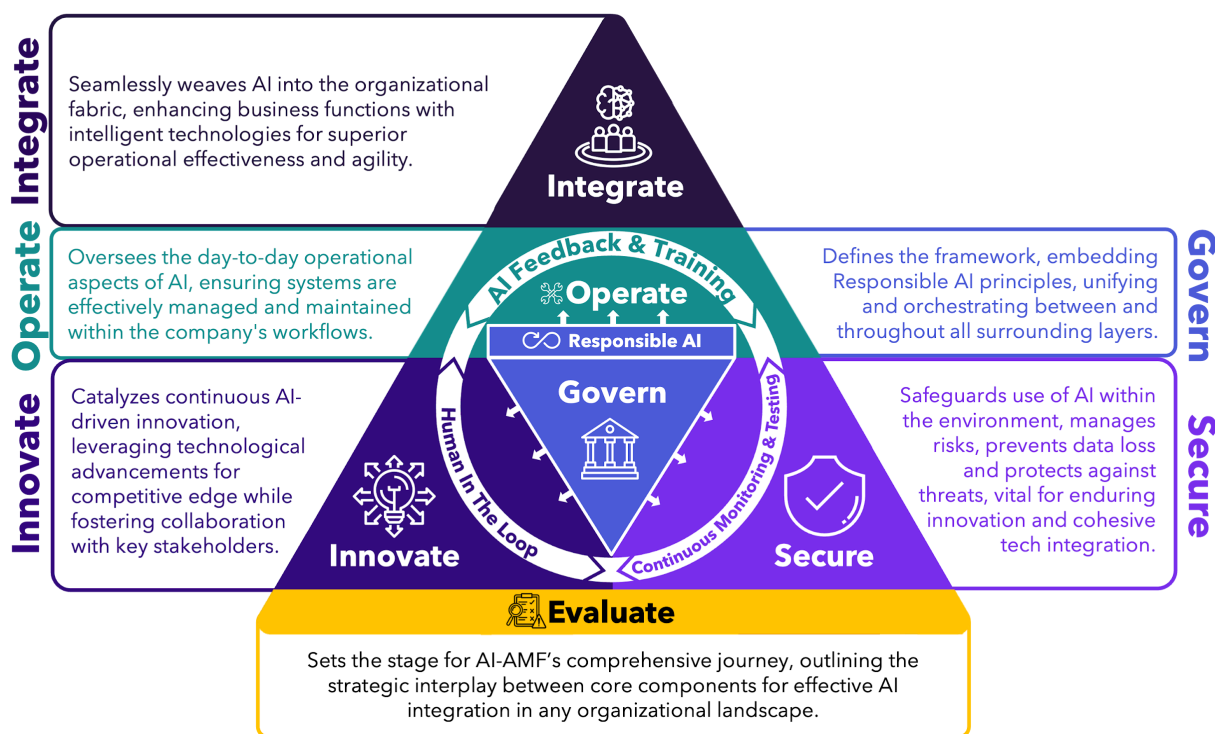 Integrate
Seamlessly weaves AI into the organizational
fabric, enhancing business functions with
intelligent technologies for superior
operational effectiveness and agility.
Integrate
Operate
Oversees the day-to-day operational
aspects of AI, ensuring systems are
effectively managed and maintained
within the company's workflows.
AI Feedback & Training
Operate
Responsible AI
Govern
Defines the framework, embedding
Responsible AI principles, unifying
and orchestrating between and
throughout all surrounding layers.
Govern
Innovate
Catalyzes continuous AI-
driven innovation,
leveraging technological
advancements for
competitive edge while
fostering collaboration
with key stakeholders.
Human In The Loop
Innovate
Continuous Monitoring & Testing
Secure
Safeguards use of AI within
the environment, manages
risks, prevents data loss
and protects against
threats, vital for enduring
innovation and cohesive
tech integration.
Secure
Evaluate
Sets the stage for AI-AMF’s comprehensive journey, outlining the
strategic interplay between core components for effective AI
integration in any organizational landscape.